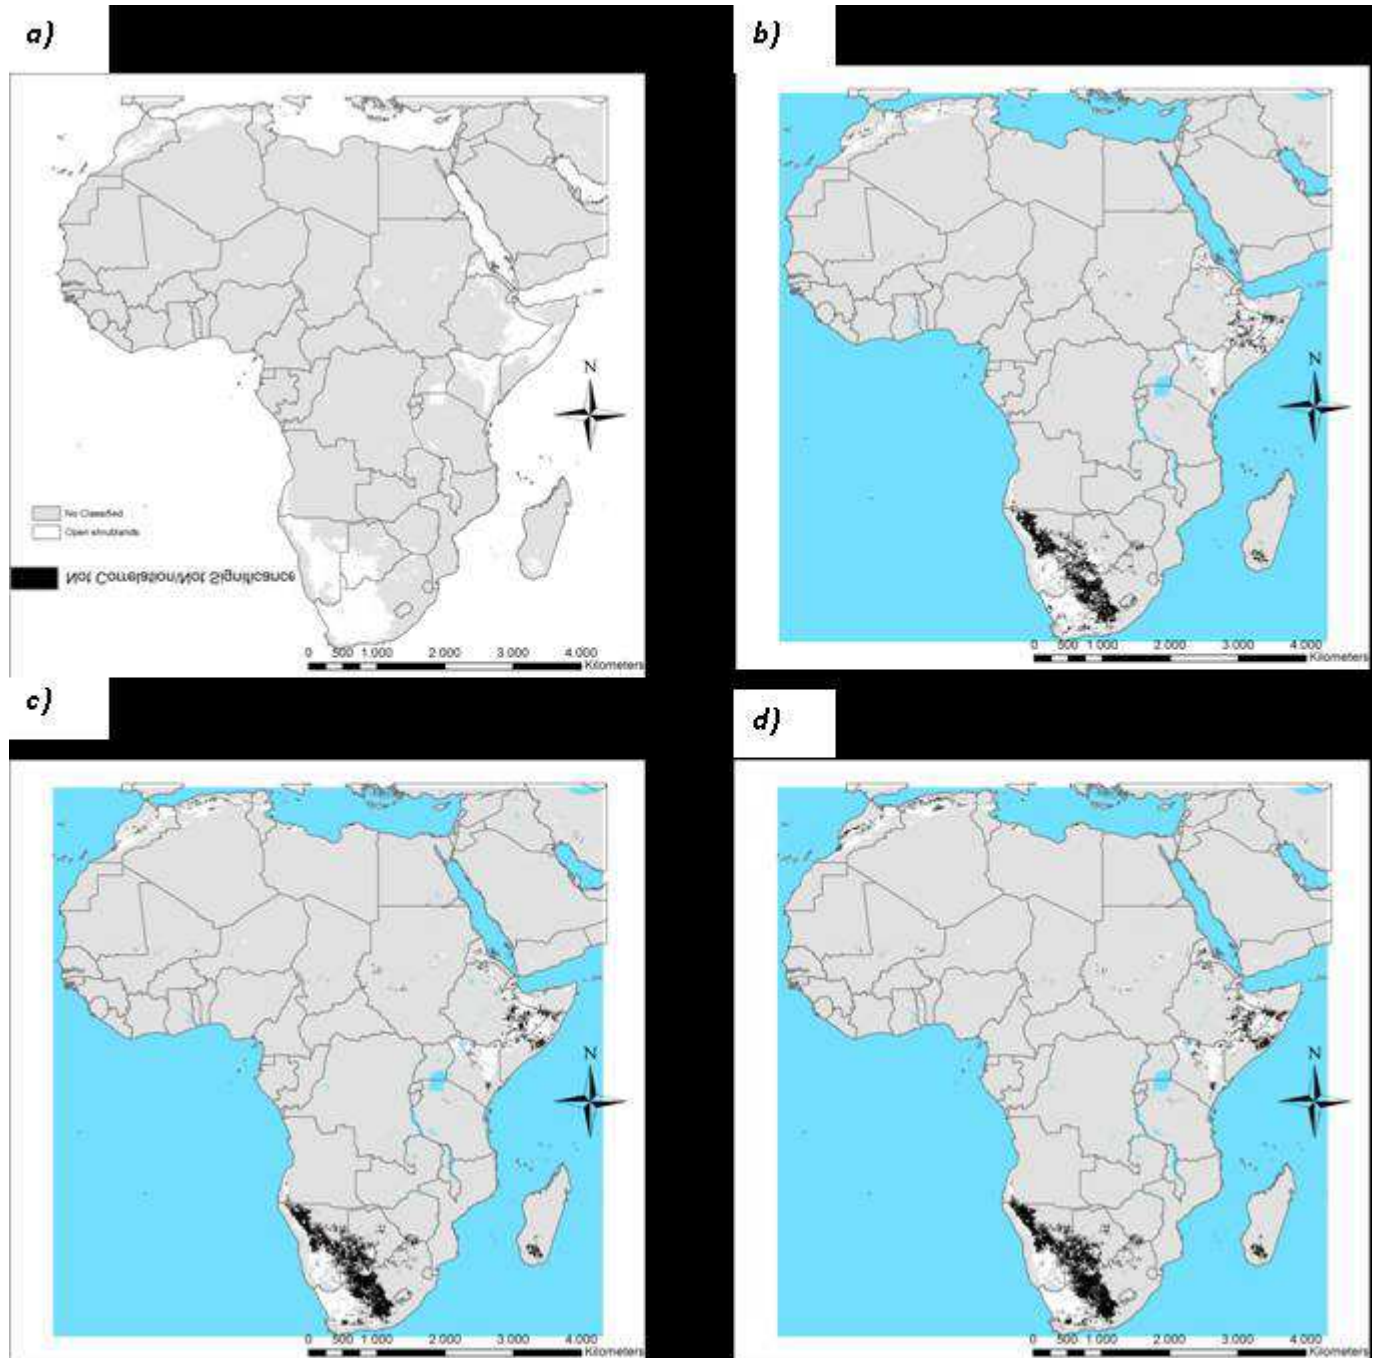 a)
b)
N
No Classified
Open shrublands
Not Correlation/Not Significance
0 500 1.000 2.000 3.000 4.000
Kilometers
N
0 500 1.000 2.000 3.000 4.000
Kilometers
c)
d)
N
0 500 1.000 2.000 3.000 4.000
Kilometers
N
0 500 1.000 2.000 3.000 4.000
Kilometers